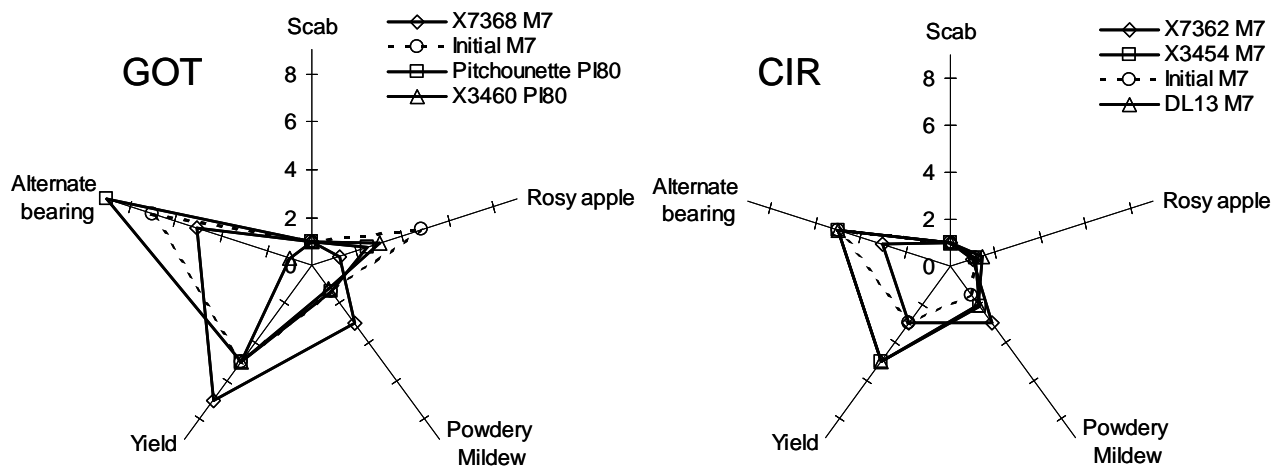 GOT
Scab
X7368 M7
Initial M7
Pitchounette PI80
X3460 PI80
8
6
4
2
0
Alternate
bearing
Rosy apple
Yield
Powdery
Mildew
CIR
Scab
X7362 M7
X3454 M7
Initial M7
DL13 M7
8
6
4
2
0
Alternate
bearing
Rosy apple
Yield
Powdery
Mildew